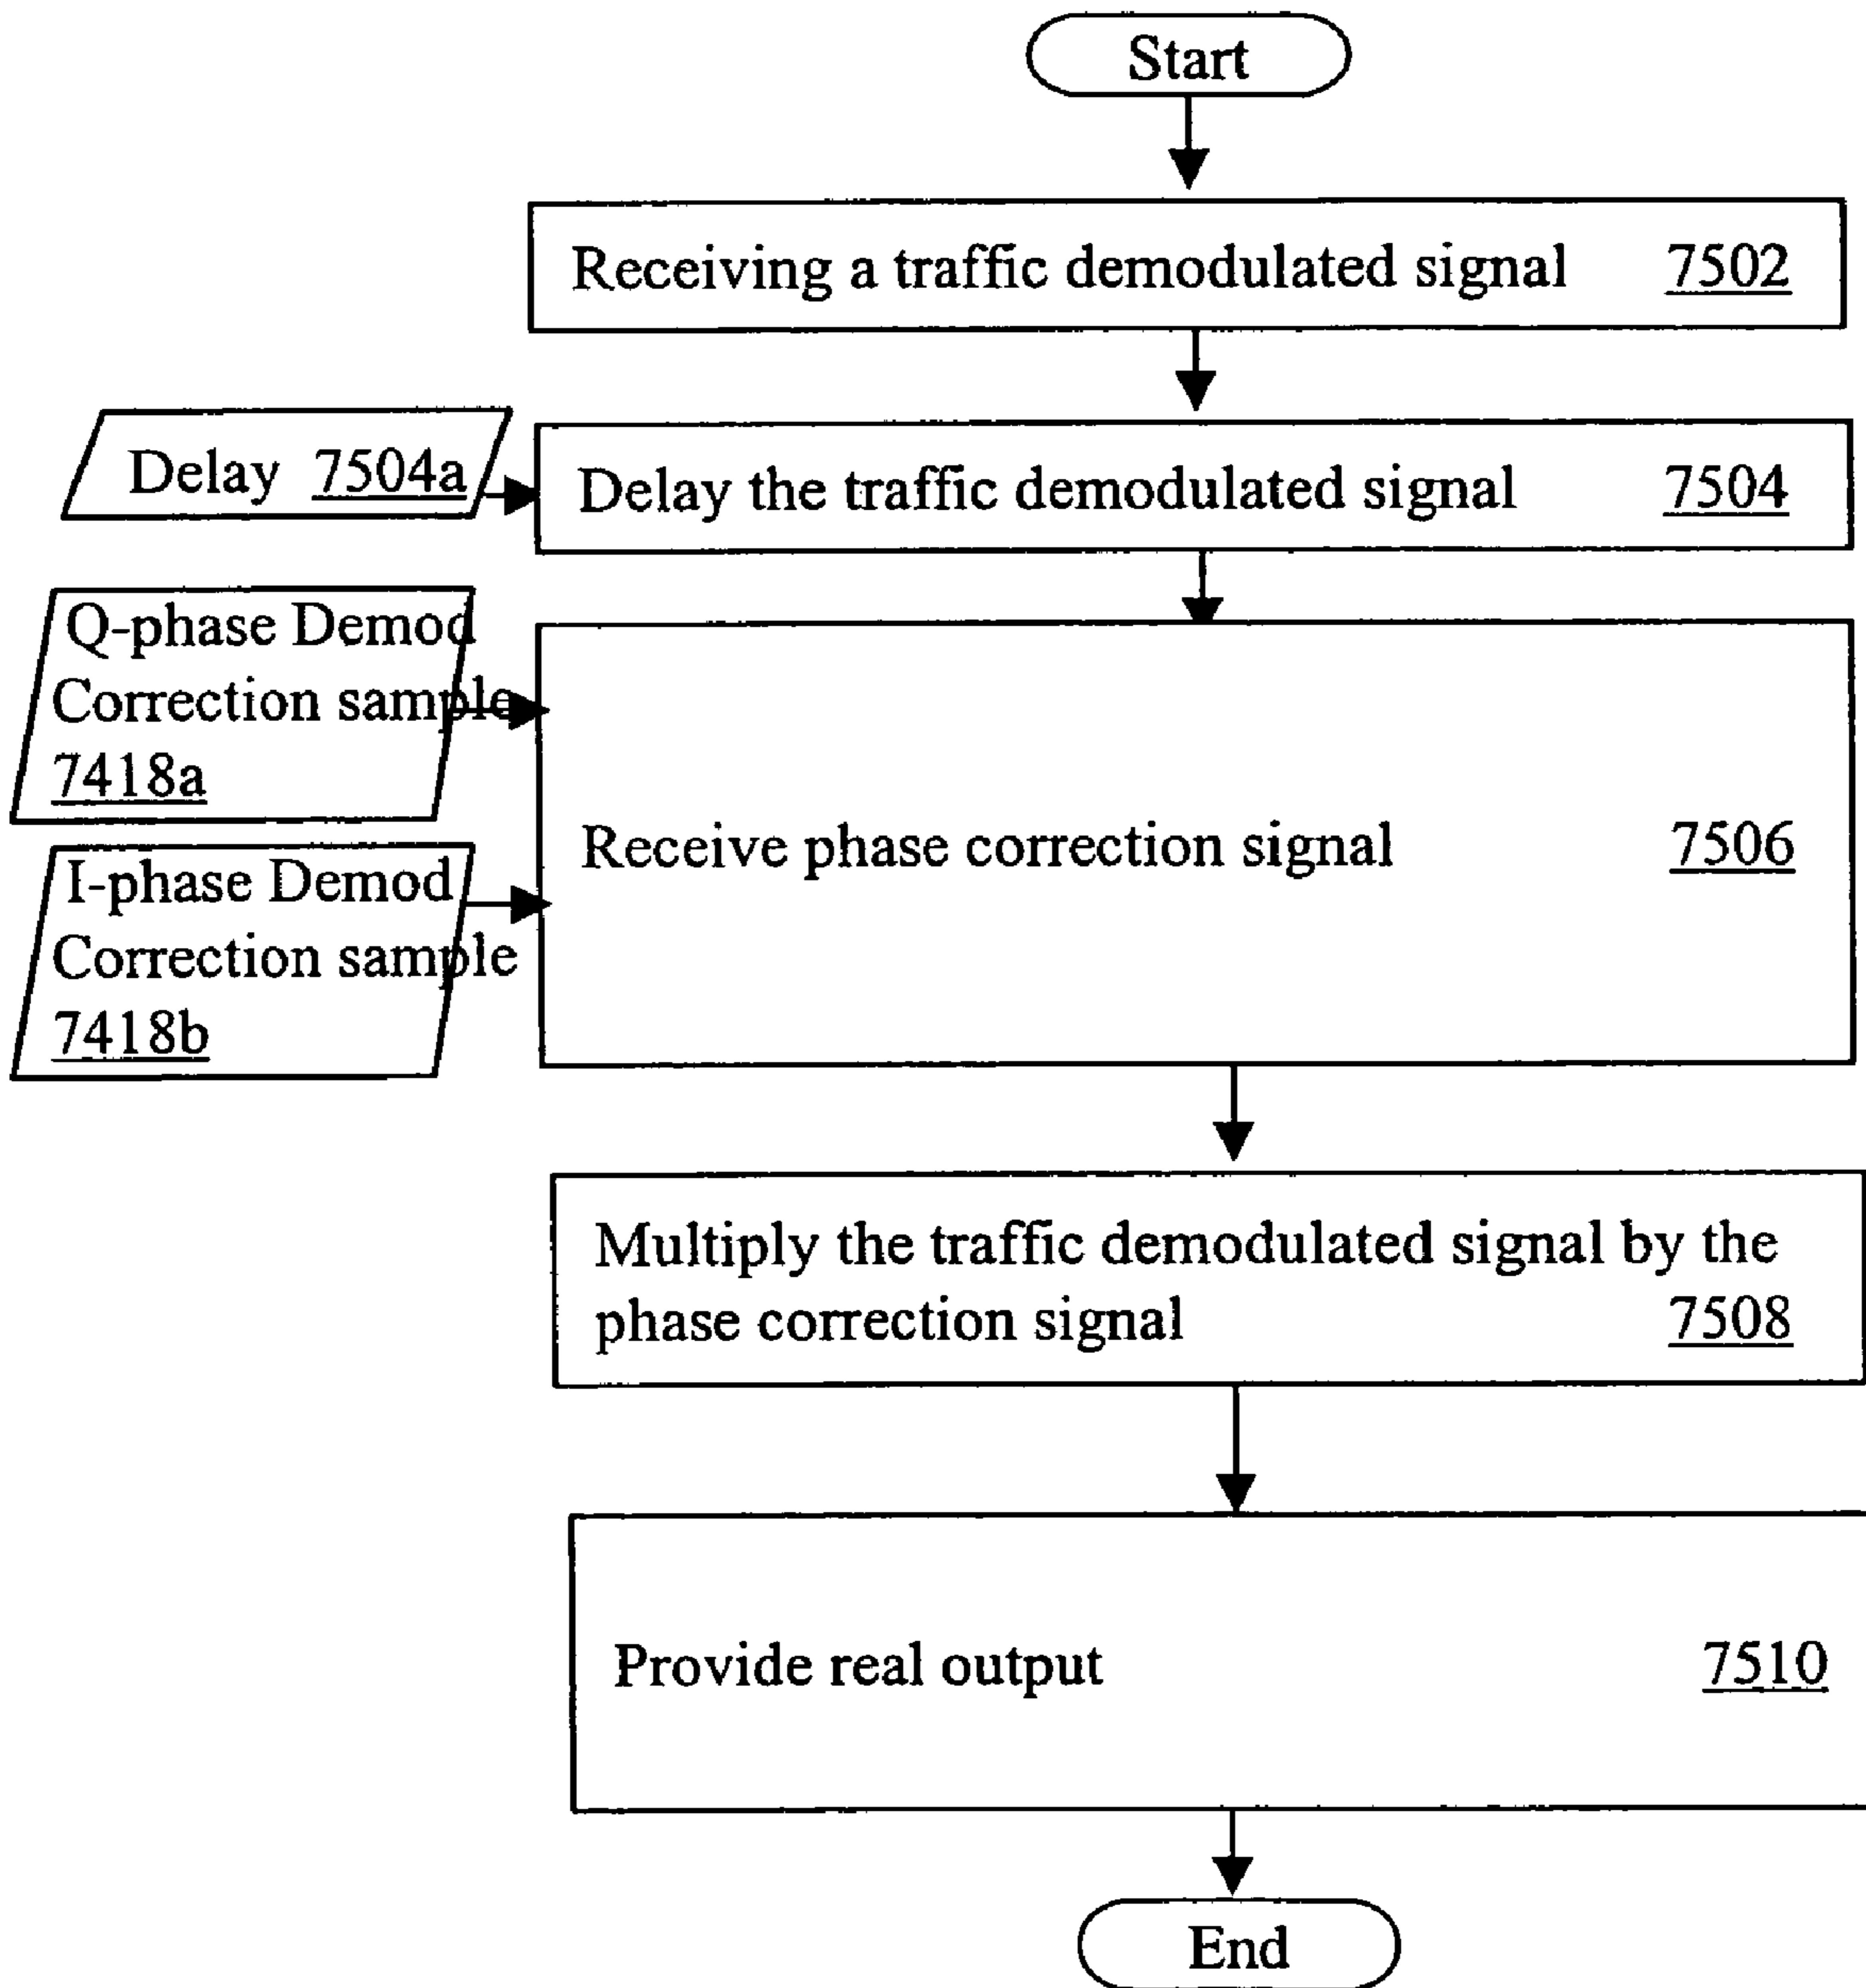 Start
Receiving a traffic demodulated signal 7502
Delay 7504a
Delay the traffic demodulated signal 7504
Q-phase Demod
Correction sample
7418a
I-phase Demod
Correction sample
7418b
Receive phase correction signal 7506
Multiply the traffic demodulated signal by the
phase correction signal 7508
Provide real output 7510
End